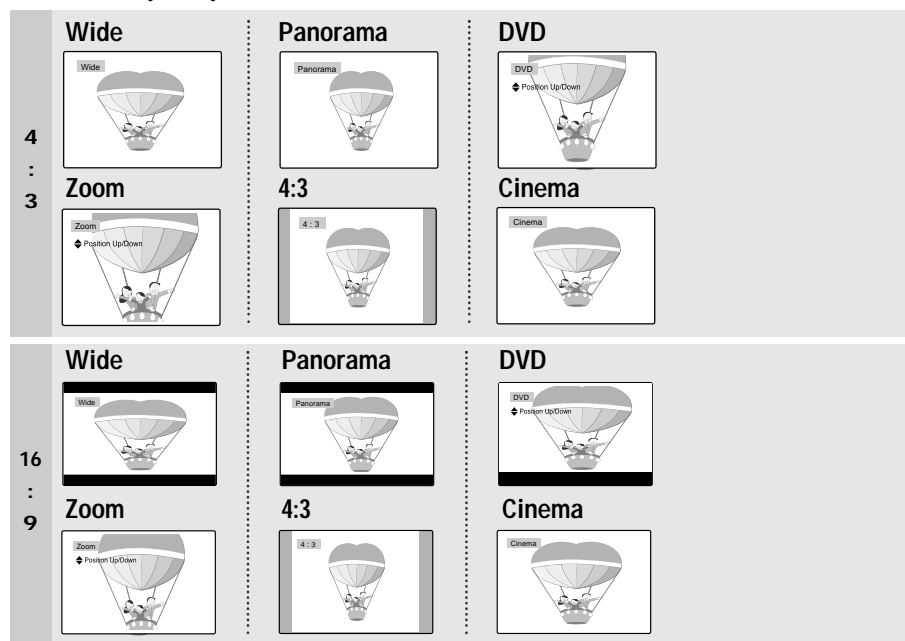 Wide Panorama DVD
Wide Panorama DVD
Position Up/Down
4
:
3
Zoom 4:3 Cinema
Zoom 4 : 3 Cinema
Position Up/Down
Wide Panorama DVD
Wide Panorama DVD
Position Up/Down
16
:
9
Zoom 4:3 Cinema
Zoom 4 : 3 Cinema
Position Up/Down